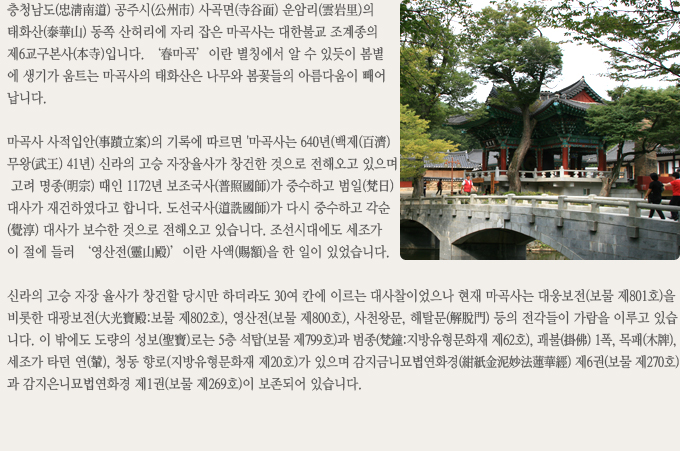 충청남도(忠淸南道) 공주시(公州市) 사곡면(寺谷面) 운암리(雲岩里)의
태화산(泰華山) 동쪽 산허리에 자리 잡은 마곡사는 대한불교 조계종의
제6교구본사(本寺)입니다. ‘春마곡’이란 별칭에서 알 수 있듯이 봄볕
에 생기가 움트는 마곡사의 태화산은 나무와 봄꽃들의 아름다움이 빼어
납니다.
마곡사 사적입안(事蹟立案)의 기록에 따르면 '마곡사는 640년(백제(百濟)
무왕(武王) 41년) 신라의 고승 자장율사가 창건한 것으로 전해오고 있으며
고려 명종(明宗) 때인 1172년 보조국사(普照國師)가 중수하고 범일(梵日)
대사가 재건하였다고 합니다. 도선국사(道詵國師)가 다시 중수하고 각순
(覺淳) 대사가 보수한 것으로 전해오고 있습니다. 조선시대에도 세조가
이 절에 들러 ‘영산전(靈山殿)’이란 사액(賜額)을 한 일이 있었습니다.
신라의 고승 자장 율사가 창건할 당시만 하더라도 30여 칸에 이르는 대사찰이었으나 현재 마곡사는 대웅보전(보물 제801호)을
비롯한 대광보전(大光寶殿:보물 제802호), 영산전(보물 제800호), 사천왕문, 해탈문(解脫門) 등의 전각들이 가람을 이루고 있습
니다. 이 밖에도 도량의 성보(聖寶)로는 5층 석탑(보물 제799호)과 범종(梵鐘:지방유형문화재 제62호), 괘불(掛佛) 1폭, 목패(木牌),
세조가 타던 연(輦), 청동 향로(지방유형문화재 제20호)가 있으며 감지금니묘법연화경(紺紙金泥妙法蓮華經) 제6권(보물 제270호)
과 감지은니묘법연화경 제1권(보물 제269호)이 보존되어 있습니다.